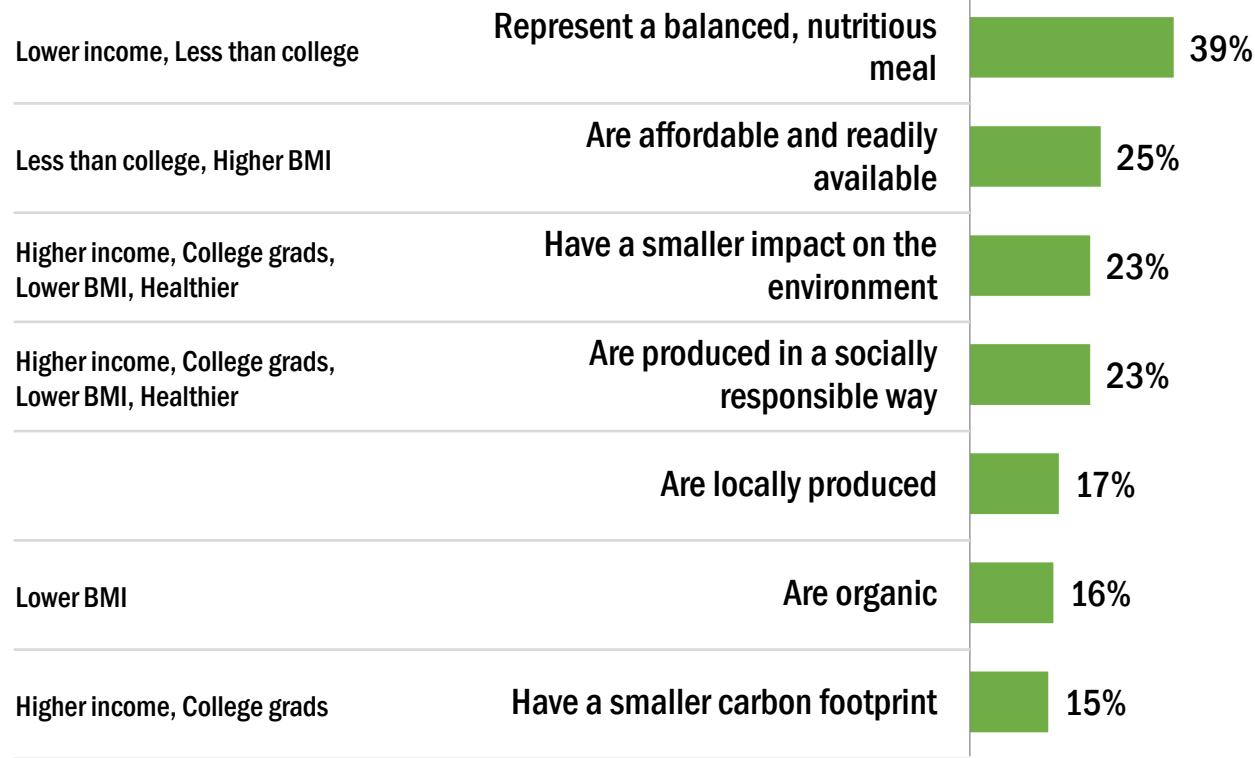 Lower income, Less than college
Represent a balanced, nutritious
meal
39%
Less than college, Higher BMI
Are affordable and readily
available
25%
Higher income, College grads,
Lower BMI, Healthier
Have a smaller impact on the
environment
23%
Higher income, College grads,
Lower BMI, Healthier
Are produced in a socially
responsible way
23%
Are locally produced
17%
Lower BMI
Are organic
16%
Higher income, College grads
Have a smaller carbon footprint
15%